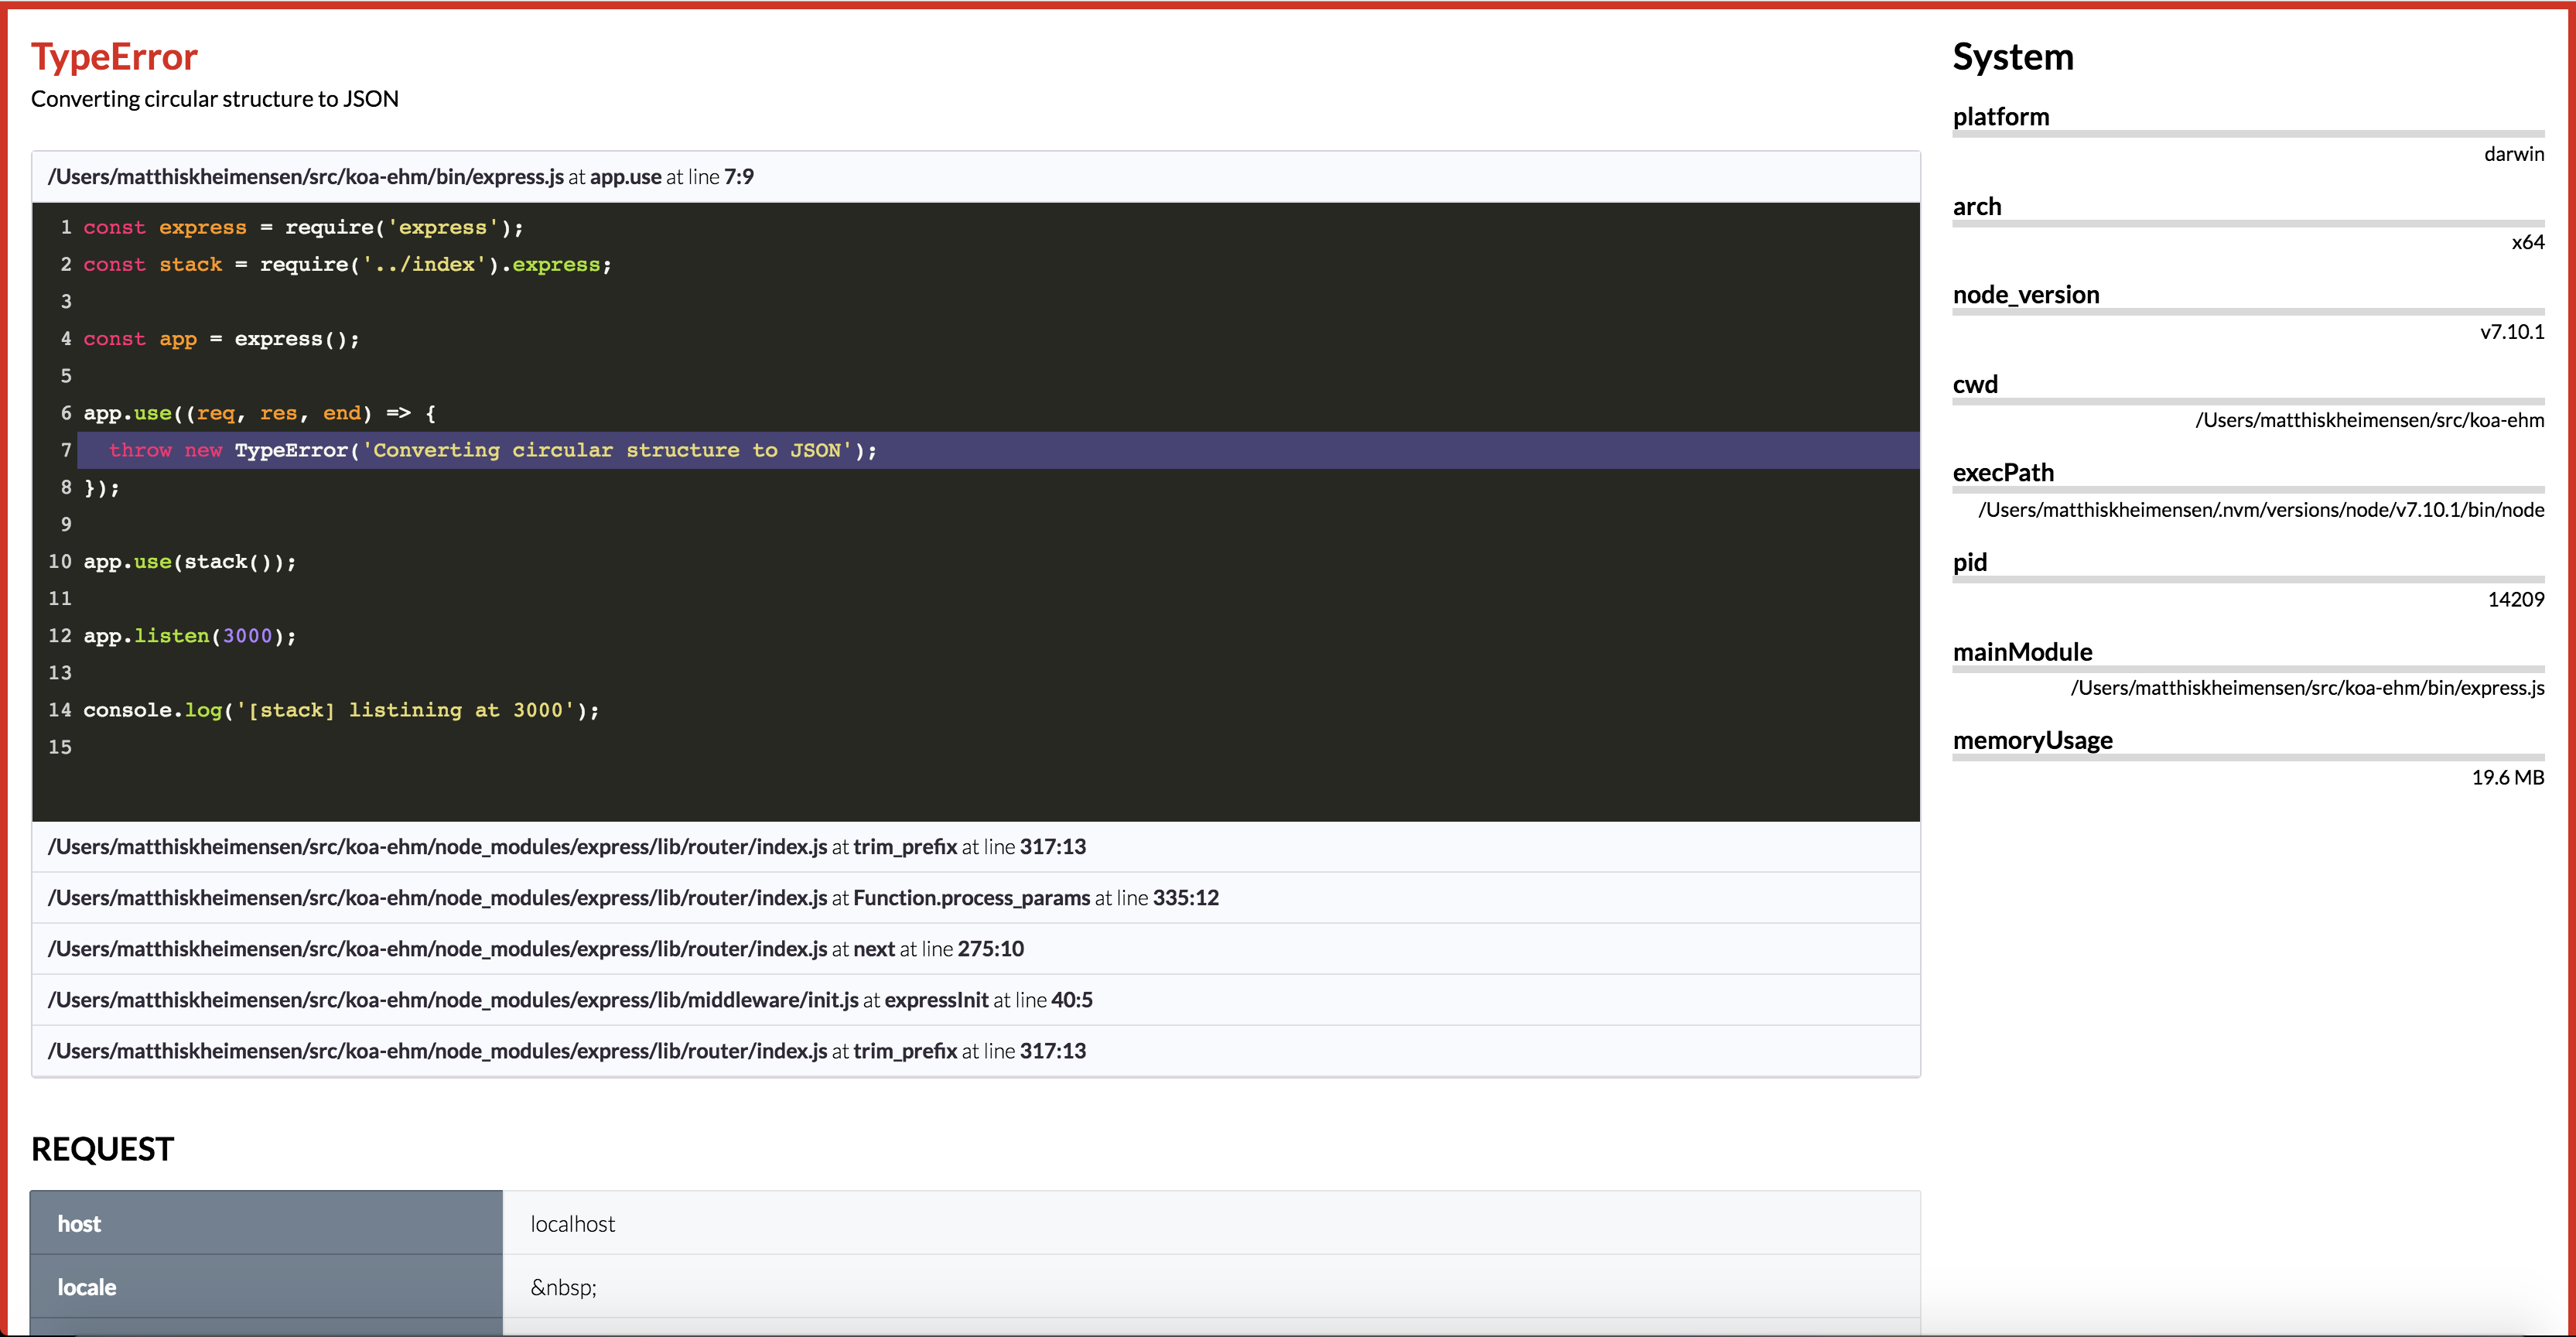 TypeError
Converting circular structure to JSON
/Users/matthiskheimensen/src/koa-ehm/bin/express.js at app.use at line 7:9
1 const express = require('express');
2 const stack = require('../index').express;
3
4 const app = express();
5
6 app.use((req, res, end) => {
7   throw new TypeError('Converting circular structure to JSON');
8 });
9
10 app.use(stack());
11
12 app.listen(3000);
13
14 console.log('[stack] listining at 3000');
15
/Users/matthiskheimensen/src/koa-ehm/node_modules/express/lib/router/index.js at trim_prefix at line 317:13
/Users/matthiskheimensen/src/koa-ehm/node_modules/express/lib/router/index.js at Function.process_params at line 335:12
/Users/matthiskheimensen/src/koa-ehm/node_modules/express/lib/router/index.js at next at line 275:10
/Users/matthiskheimensen/src/koa-ehm/node_modules/express/lib/middleware/init.js at expressInit at line 40:5
/Users/matthiskheimensen/src/koa-ehm/node_modules/express/lib/router/index.js at trim_prefix at line 317:13
REQUEST
host localhost
locale &nbsp;
System
platform
darwin
arch
x64
node_version
v7.10.1
cwd
/Users/matthiskheimensen/src/koa-ehm
execPath
/Users/matthiskheimensen/.nvm/versions/node/v7.10.1/bin/node
pid
14209
mainModule
/Users/matthiskheimensen/src/koa-ehm/bin/express.js
memoryUsage
19.6 MB